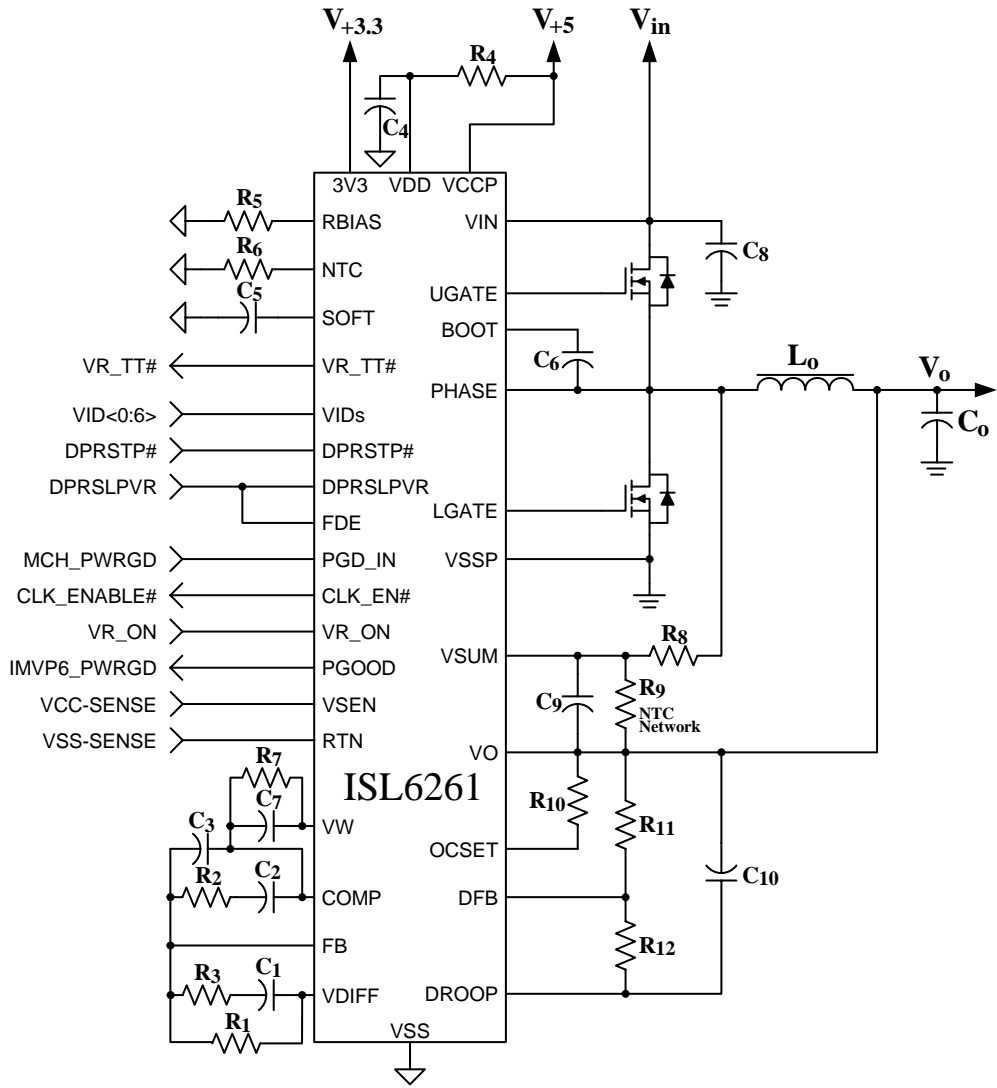 V+3.3
V+5
Vin
R4
C4
3V3
VDD
VCCP
R5
RBIAS
VIN
C8
R6
NTC
UGATE
C5
SOFT
BOOT
C6
VR_TT#
VR_TT#
PHASE
Lo
Vo
Co
VID<0:6>
VIDs
DPRSTP#
DPRSTP#
DPRSLPVR
DPRSLPVR
LGATE
FDE
MCH_PWRGD
PGD_IN
VSSP
CLK_ENABLE#
CLK_EN#
VR_ON
VR_ON
R8
VSUM
IMVP6_PWRGD
PGOOD
R9
NTC
Network
C9
VCC-SENSE
VSEN
VSS-SENSE
RTN
VO
R7
ISL6261
C7
R10
R11
VW
C3
OCSET
C10
R2
C2
COMP
DFB
FB
R12
R3
C1
VDIFF
DROOP
R1
VSS